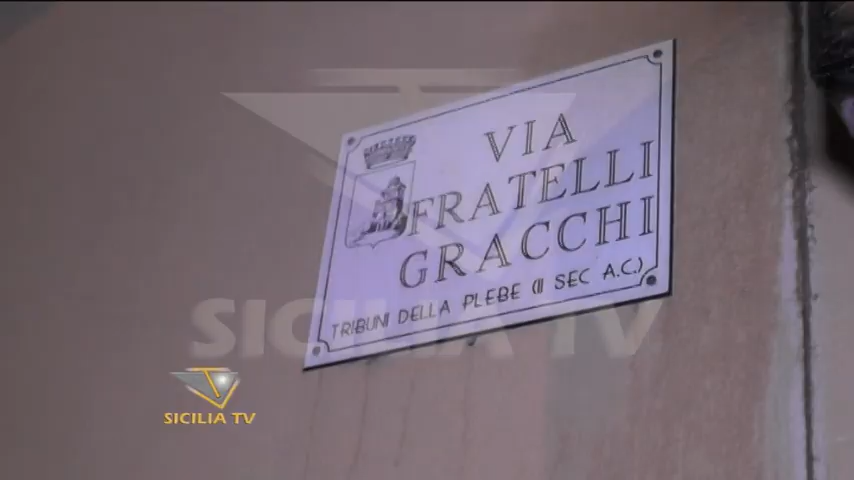 VIA
FRATELLI
GRACCHI
TRIBUNI DELLA PLEBE (II SEC A.C.)
SICILIA TV
SICILIA TV